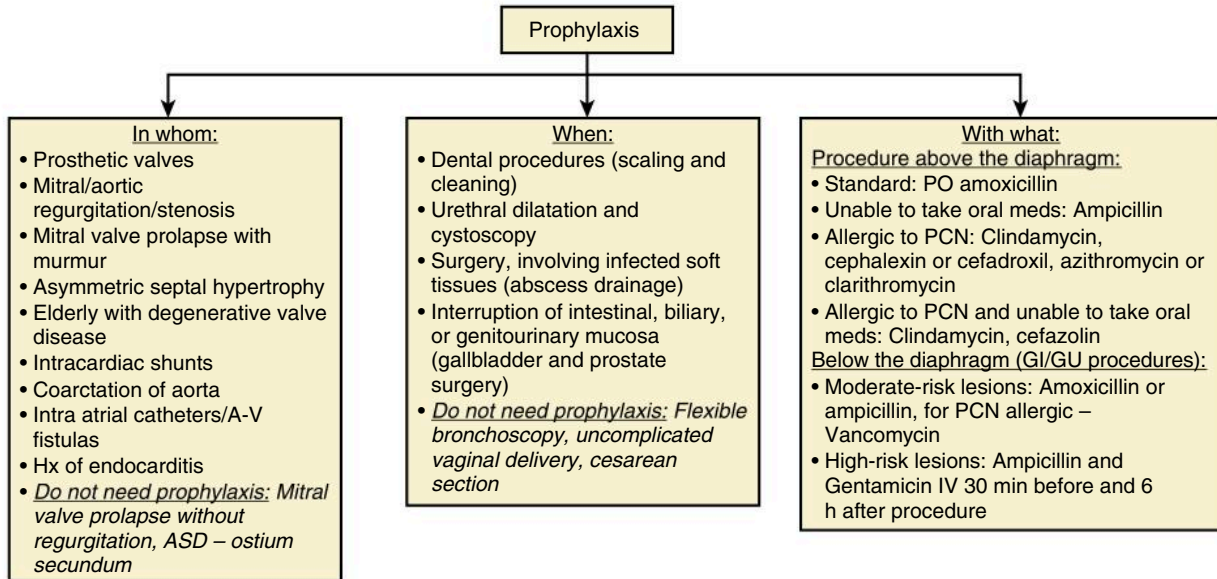 Prophylaxis
In whom:
• Prosthetic valves
• Mitral/aortic
regurgitation/stenosis
• Mitral valve prolapse with
murmur
• Asymmetric septal hypertrophy
• Elderly with degenerative valve
disease
• Intracardiac shunts
• Coarctation of aorta
• Intra atrial catheters/A-V
fistulas
• Hx of endocarditis
• Do not need prophylaxis: Mitral
valve prolapse without
regurgitation, ASD – ostium
secundum
When:
• Dental procedures (scaling and
cleaning)
• Urethral dilatation and
cystoscopy
• Surgery, involving infected soft
tissues (abscess drainage)
• Interruption of intestinal, biliary,
or genitourinary mucosa
(gallbladder and prostate
surgery)
• Do not need prophylaxis: Flexible
bronchoscopy, uncomplicated
vaginal delivery, cesarean
section
With what:
Procedure above the diaphragm:
• Standard: PO amoxicillin
• Unable to take oral meds: Ampicillin
• Allergic to PCN: Clindamycin,
cephalexin or cefadroxil, azithromycin or
clarithromycin
• Allergic to PCN and unable to take oral
meds: Clindamycin, cefazolin
Below the diaphragm (GI/GU procedures):
• Moderate-risk lesions: Amoxicillin or
ampicillin, for PCN allergic –
Vancomycin
• High-risk lesions: Ampicillin and
Gentamicin IV 30 min before and 6
h after procedure